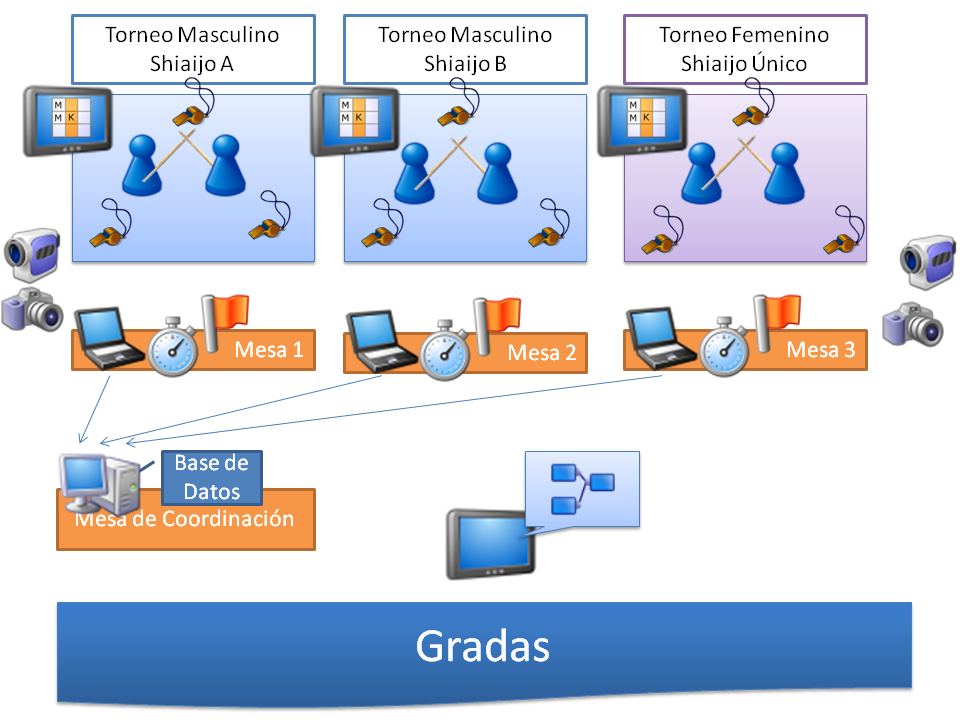 Torneo Masculino
Shiaijo A
Torneo Masculino
Shiaijo B
Torneo Femenino
Shiaijo Único
M
M K
M
M K
M
M K
Mesa 1
Mesa 2
Mesa 3
Base de
Datos
Mesa de Coordinación
Gradas